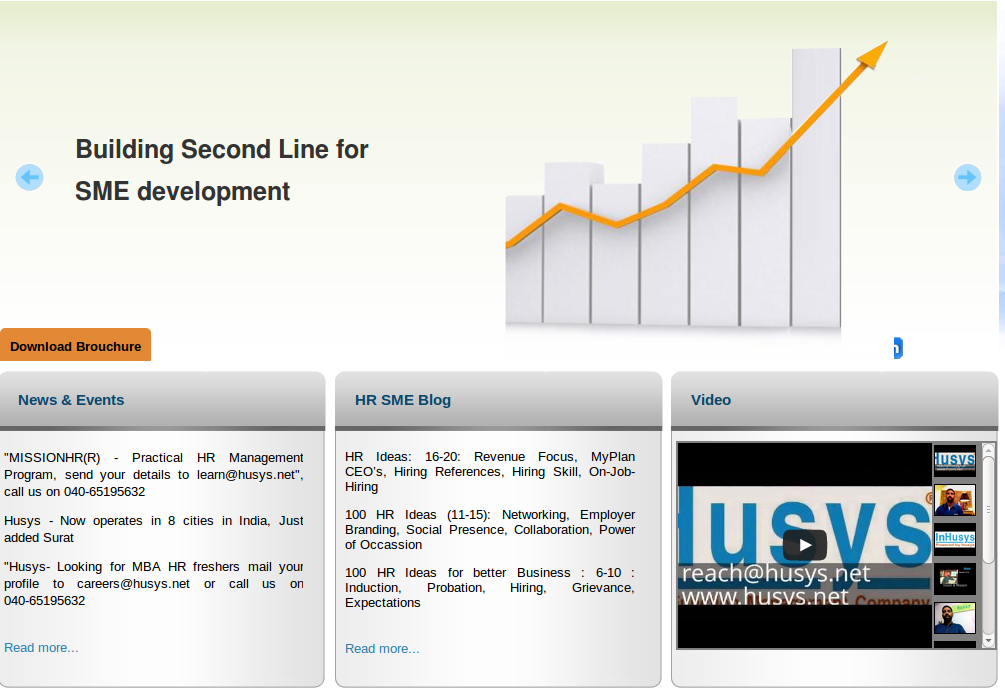 Building Second Line for
SME development
Download Brouchure
News & Events
"MISSIONHR(R) - Practical HR Management
Program, send your details to learn@husys.net",
call us on 040-65195632
Husys - Now operates in 8 cities in India, Just
added Surat
"Husys- Looking for MBA HR freshers mail your
profile to careers@husys.net or call us on
040-65195632
Read more...
HR SME Blog
HR Ideas: 16-20: Revenue Focus, MyPlan
CEO's, Hiring References, Hiring Skill, On-Job-
Hiring
100 HR Ideas (11-15): Networking, Employer
Branding, Social Presence, Collaboration, Power
of Occassion
100 HR Ideas for better Business : 6-10 :
Induction, Probation, Hiring, Grievance,
Expectations
Read more...
Video
Husys®
reach@husys.net
www.husys.net
Company
Husys
InHusys